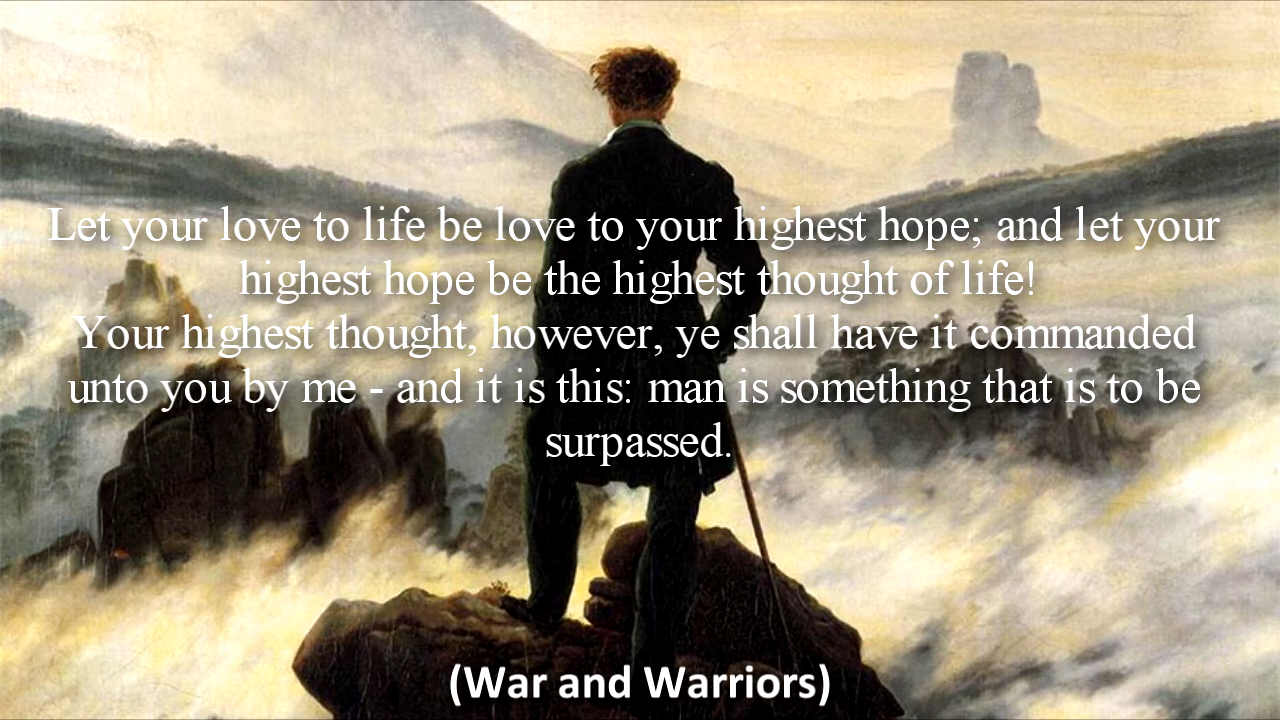 Let your love to life be love to your highest hope; and let your
highest hope be the highest thought of life!
Your highest thought, however, ye shall have it commanded
unto you by me - and it is this: man is something that is to be
surpassed.
(War and Warriors)